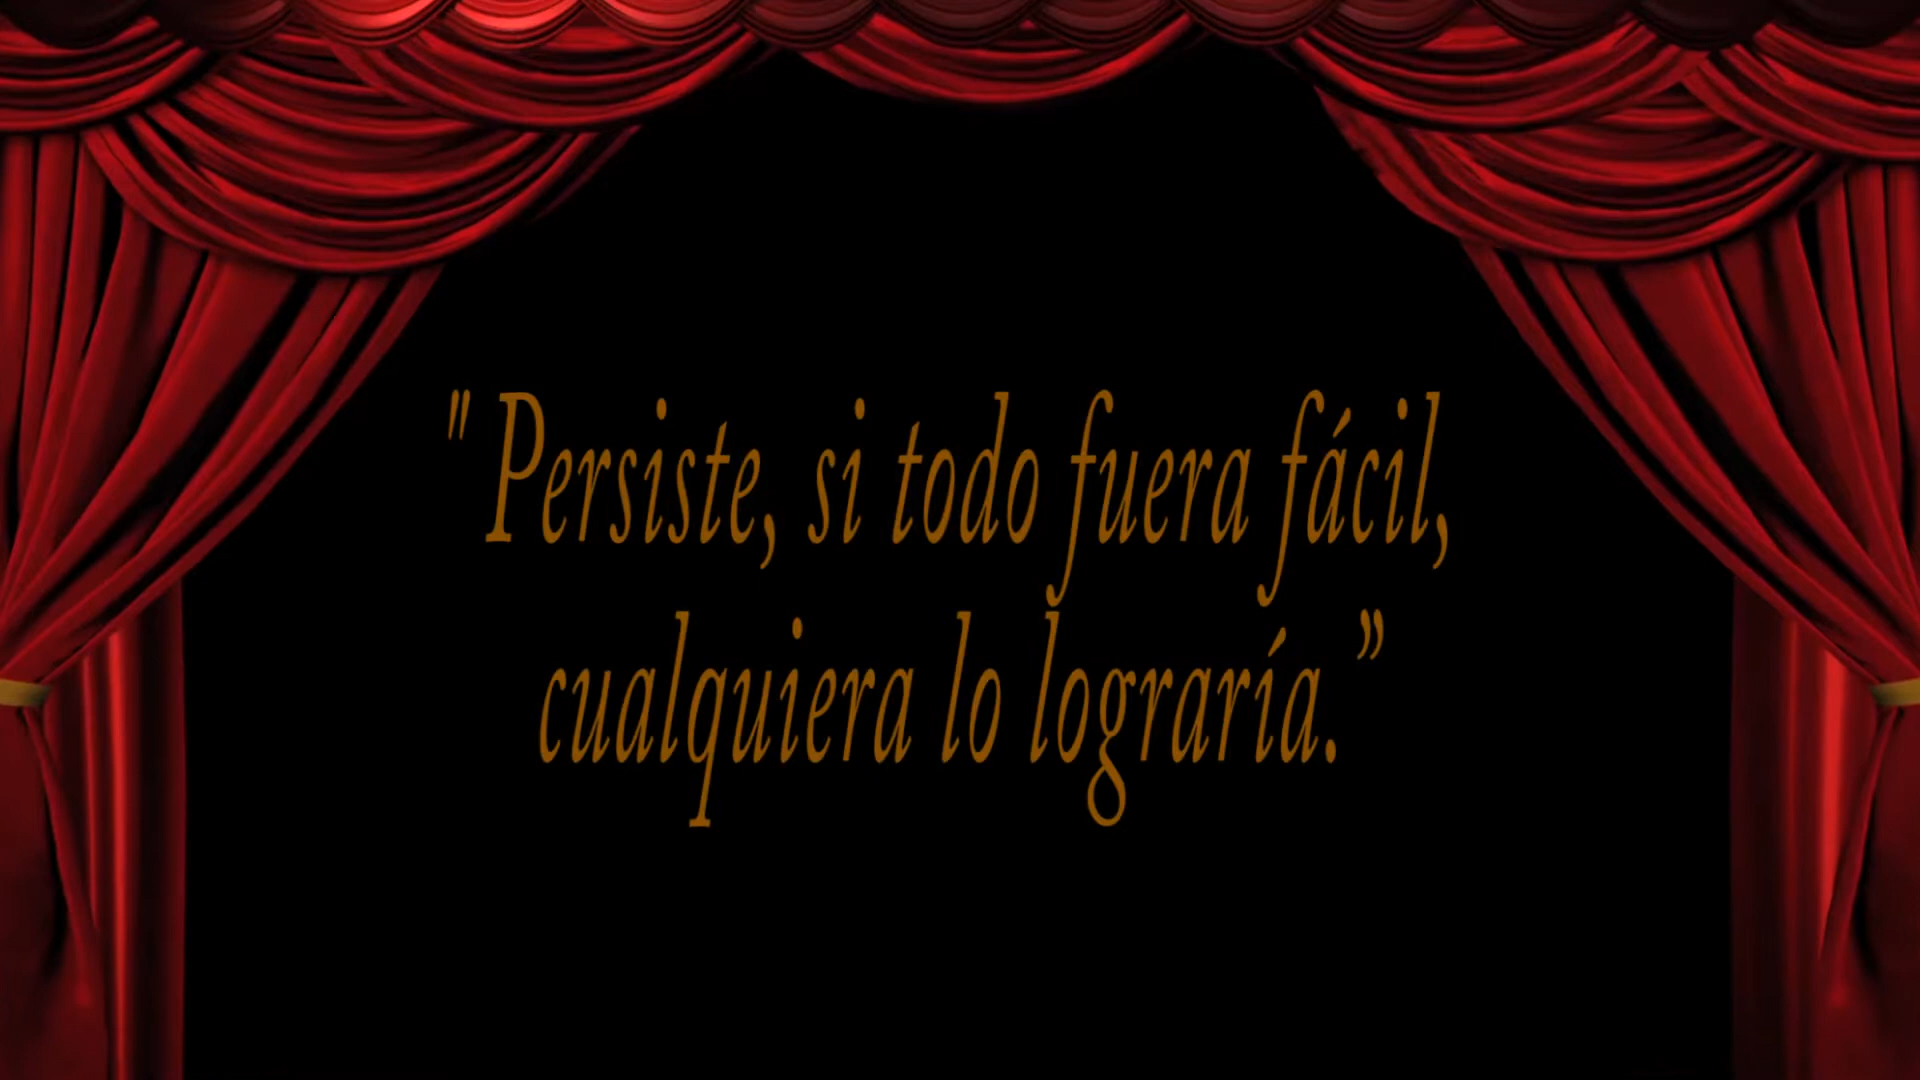 " Persiste, si todo fuera fácil,
cualquiera lo lograría.”